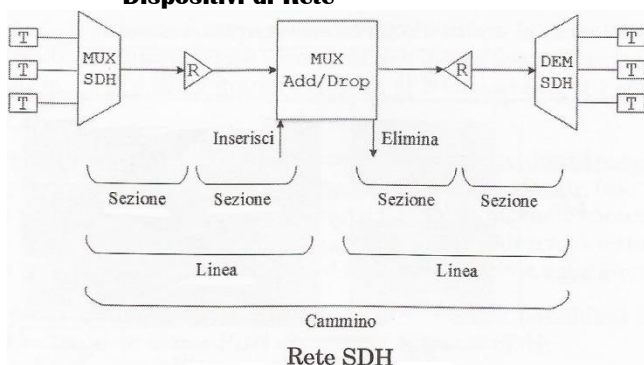 Dispositivi di Rete
T
T
T
MUX
SDH
R
MUX
Add/Drop
R
DEM
SDH
T
T
T
Inserisci
Elimina
Sezione
Sezione
Sezione
Sezione
Linea
Linea
Cammino
Rete SDH